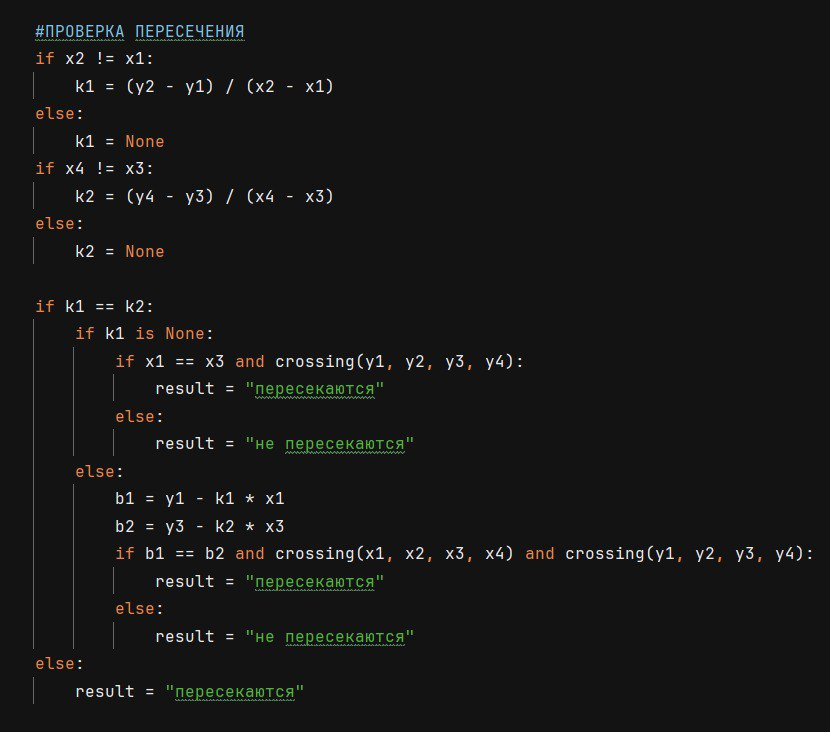 #ПРОВЕРКА ПЕРЕСЕЧЕНИЯ
if x2 != x1:
    k1 = (y2 - y1) / (x2 - x1)
else:
    k1 = None
if x4 != x3:
    k2 = (y4 - y3) / (x4 - x3)
else:
    k2 = None

if k1 == k2:
    if k1 is None:
        if x1 == x3 and crossing(y1, y2, y3, y4):
            result = "пересекаются"
        else:
            result = "не пересекаются"
    else:
        b1 = y1 - k1 * x1
        b2 = y3 - k2 * x3
        if b1 == b2 and crossing(x1, x2, x3, x4) and crossing(y1, y2, y3, y4):
            result = "пересекаются"
        else:
            result = "не пересекаются"
else:
    result = "пересекаются"